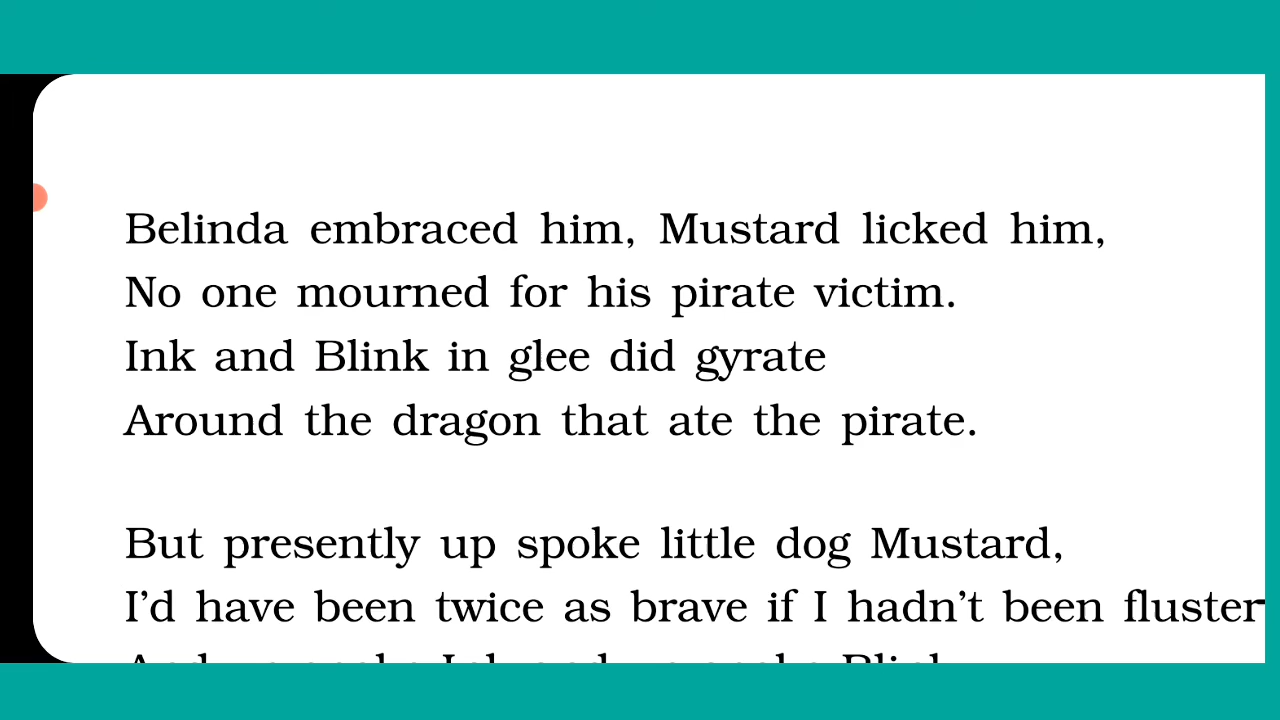 Belinda embraced him, Mustard licked him,
No one mourned for his pirate victim.
Ink and Blink in glee did gyrate
Around the dragon that ate the pirate.
But presently up spoke little dog Mustard,
I’d have been twice as brave if I hadn’t been fluster